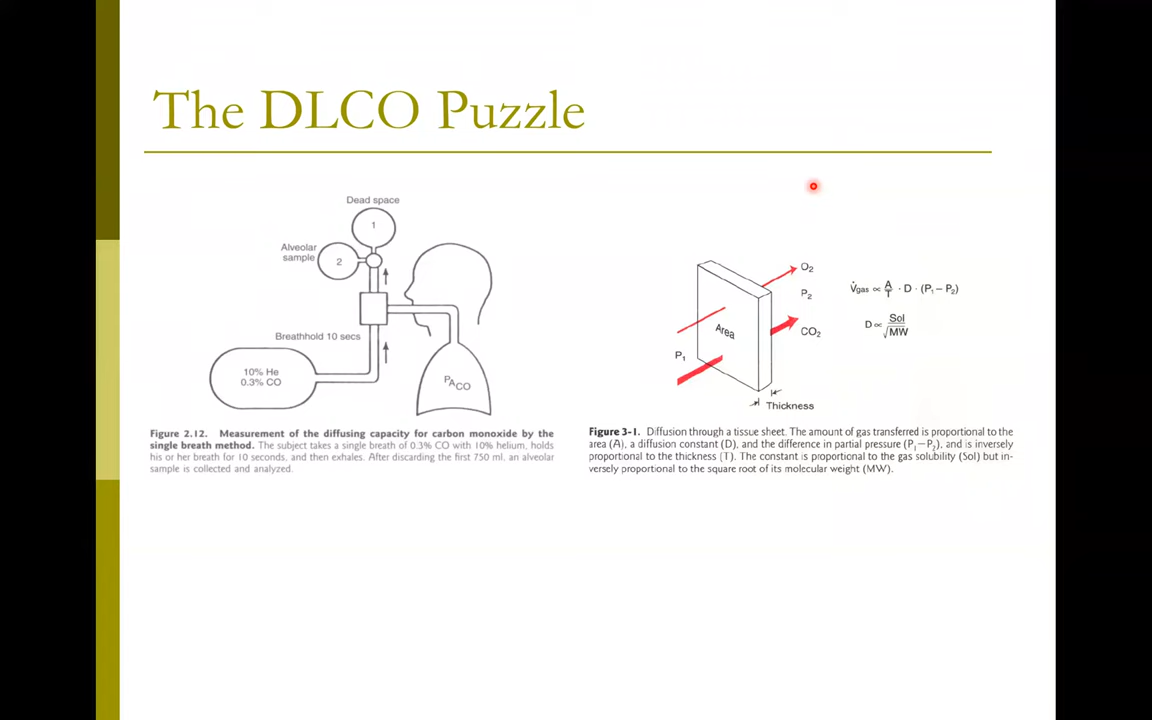 The DLCO Puzzle
Dead space
1
Alveolar
sample
2
Breathhold 10 secs
10% He
0.3% CO
PACO
Figure 2.12. Measurement of the diffusing capacity for carbon monoxide by the
single breath method. The subject takes a single breath of 0.3% CO with 10% helium, holds
his or her breath for 10 seconds, and then exhales. After discarding the first 750 ml, an alveolar
sample is collected and analyzed.
O₂
P₂
CO₂
Area
P₁
Thickness
V̇gas ∝ A/T · D · (P₁ − P₂)
D ∝ Sol/√MW
Figure 3-1. Diffusion through a tissue sheet. The amount of gas transferred is proportional to the
area (A), a diffusion constant (D), and the difference in partial pressure (P₁−P₂), and is inversely
proportional to the thickness (T). The constant is proportional to the gas solubility (Sol) but in-
versely proportional to the square root of its molecular weight (MW).